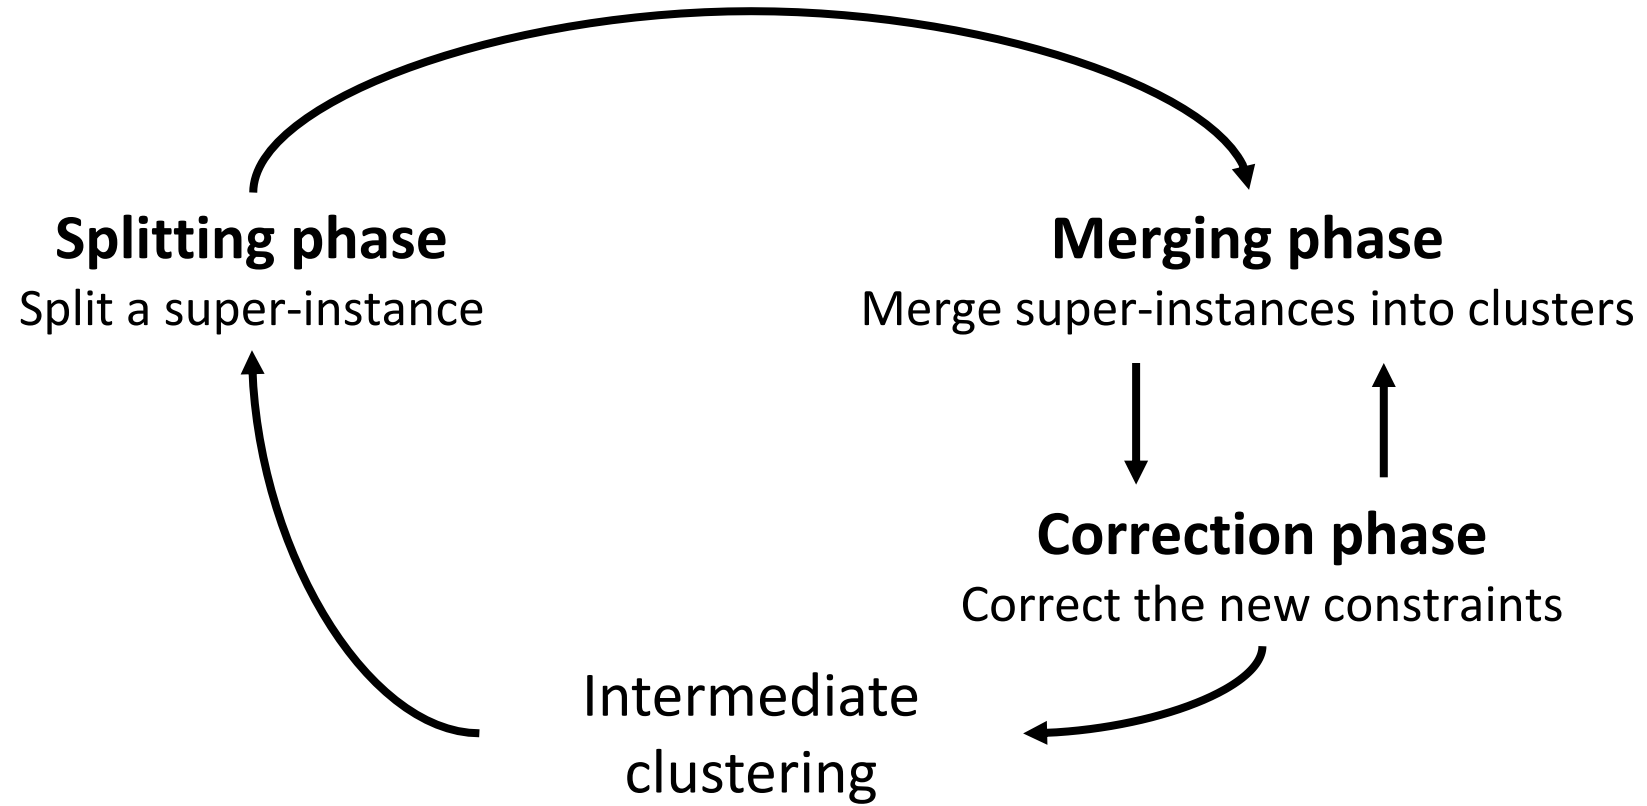 Splitting phase
Split a super-instance
Merging phase
Merge super-instances into clusters
Correction phase
Correct the new constraints
Intermediate
clustering